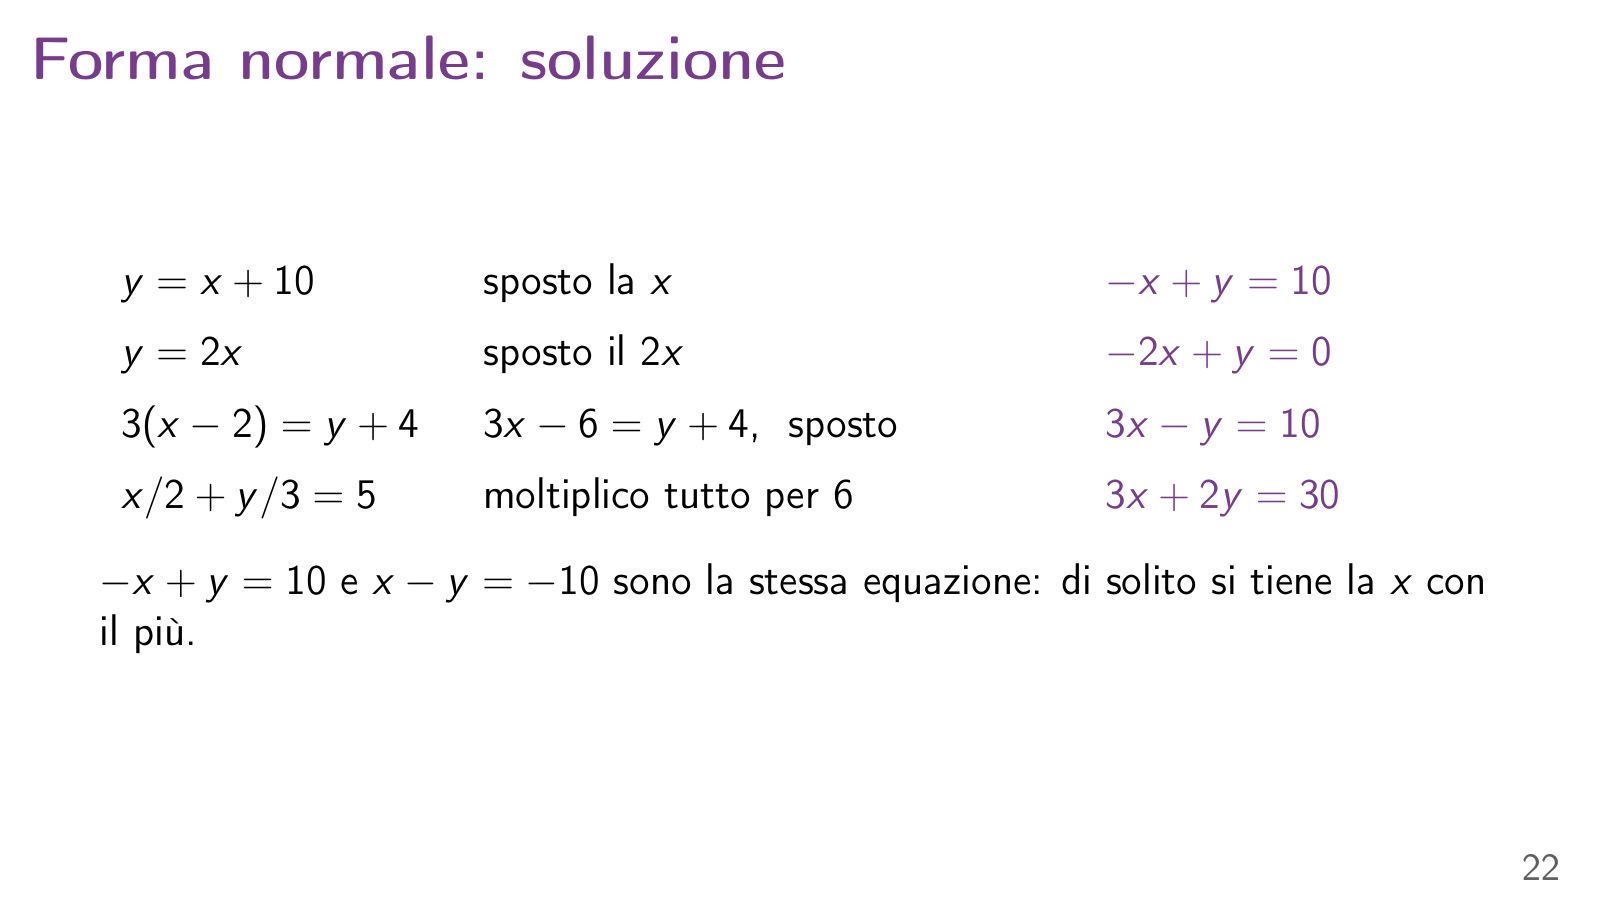 Forma normale: soluzione
y = x + 10 sposto la x −x + y = 10
y = 2x sposto il 2x −2x + y = 0
3(x − 2) = y + 4 3x − 6 = y + 4, sposto 3x − y = 10
x/2 + y/3 = 5 moltiplico tutto per 6 3x + 2y = 30
−x + y = 10 e x − y = −10 sono la stessa equazione: di solito si tiene la x con
il più.
22